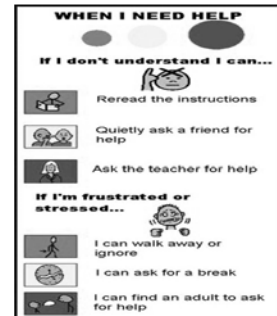 WHEN I NEED HELP
If I don't understand I can...
Reread the instructions
Quietly ask a friend for
help
Ask the teacher for help
If I'm frustrated or
stressed...
I can walk away or
ignore
I can ask for a break
I can find an adult to ask
for help